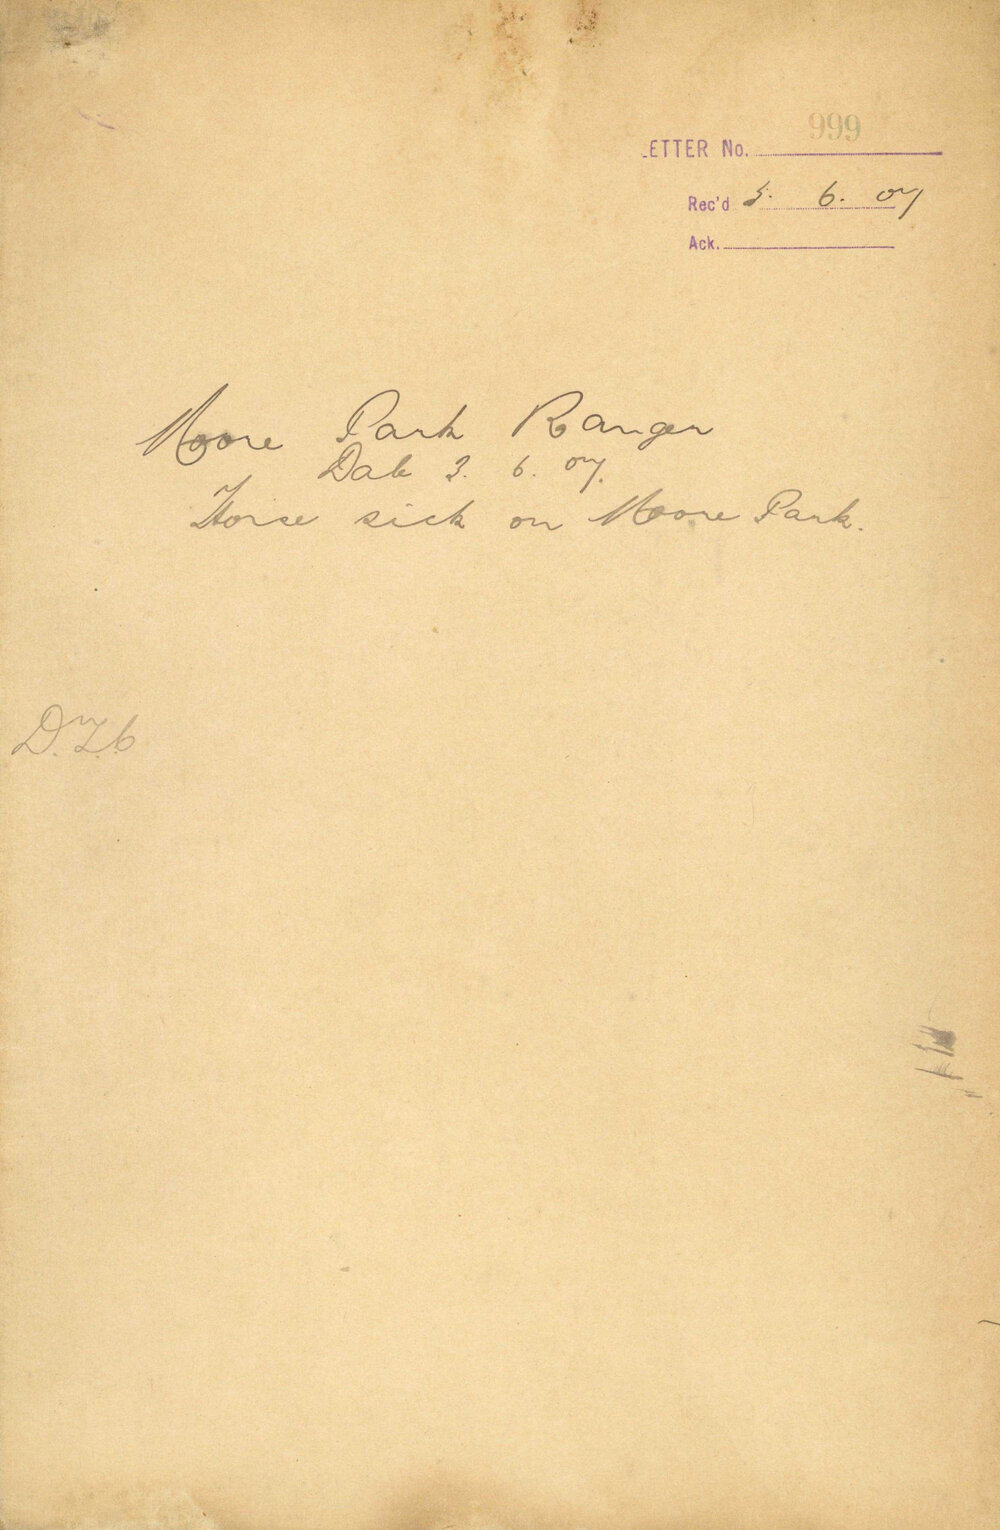 999
LETTER No.
Rec'd 5. 6. 07
Ack.
Moore Park Ranger
Date 3. 6. 07.
Horse sick on Moore Park.